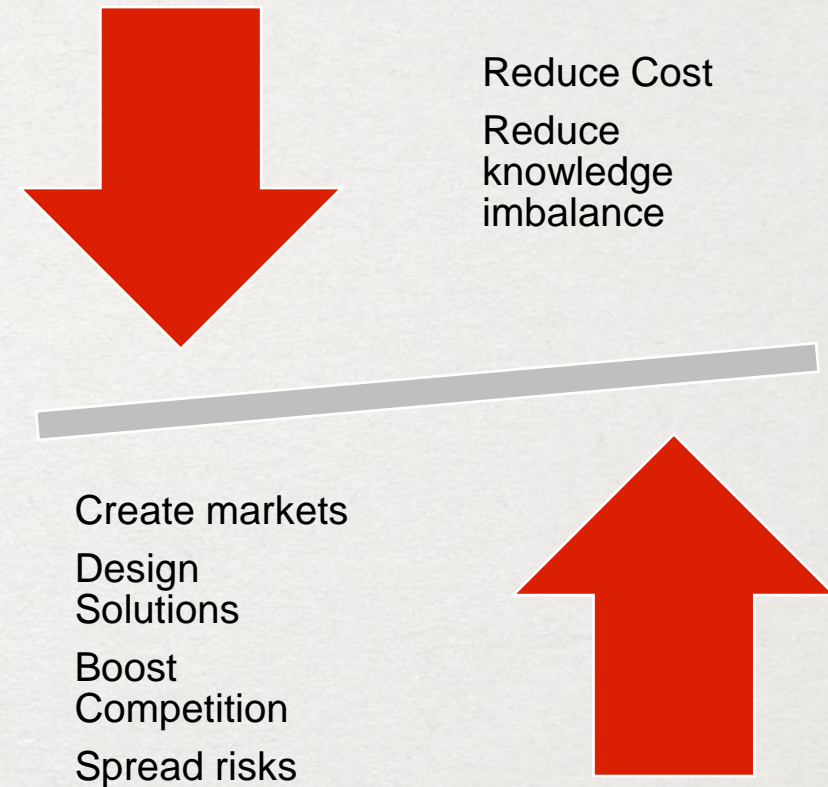 Reduce Cost
Reduce
knowledge
imbalance
Create markets
Design
Solutions
Boost
Competition
Spread risks